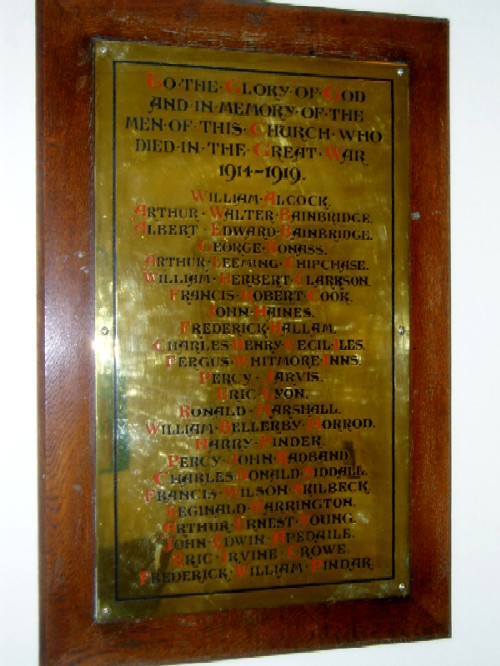 TO·THE·GLORY·OF·GOD
AND·IN·MEMORY·OF·THE
MEN·OF·THIS·CHURCH·WHO
DIED·IN·THE·GREAT·WAR
1914-1919.
WILLIAM·ALCOCK.
ARTHUR·WALTER·BAINBRIDGE.
ALBERT·EDWARD·BAINBRIDGE.
GEORGE·BONASS.
ARTHUR·LEEMING·CHIPCHASE.
WILLIAM·HERBERT·CLARKSON.
FRANCIS·ROBERT·COOK.
JOHN·HAINES.
FREDERICK·HALLAM.
CHARLES·HENRY·CECIL·ILES.
FERGUS·WHITMORE·INNS.
PERCY·JARVIS.
ERIC·LYON.
RONALD·MARSHALL.
WILLIAM·BELLERBY·
HARRY·PINDER.
PERCY·JOHN·RADBAND.
CHARLES·DONALD·SIDDALL.
FRANCIS·WILSON·SKILBECK.
REGINALD·WARRINGTON.
ARTHUR·ERNEST·YOUNG.
JOHN·EDWIN·APEDAILE.
ERIC·IRVINE·CROWE.
FREDERICK·WILLIAM·PINDAR.